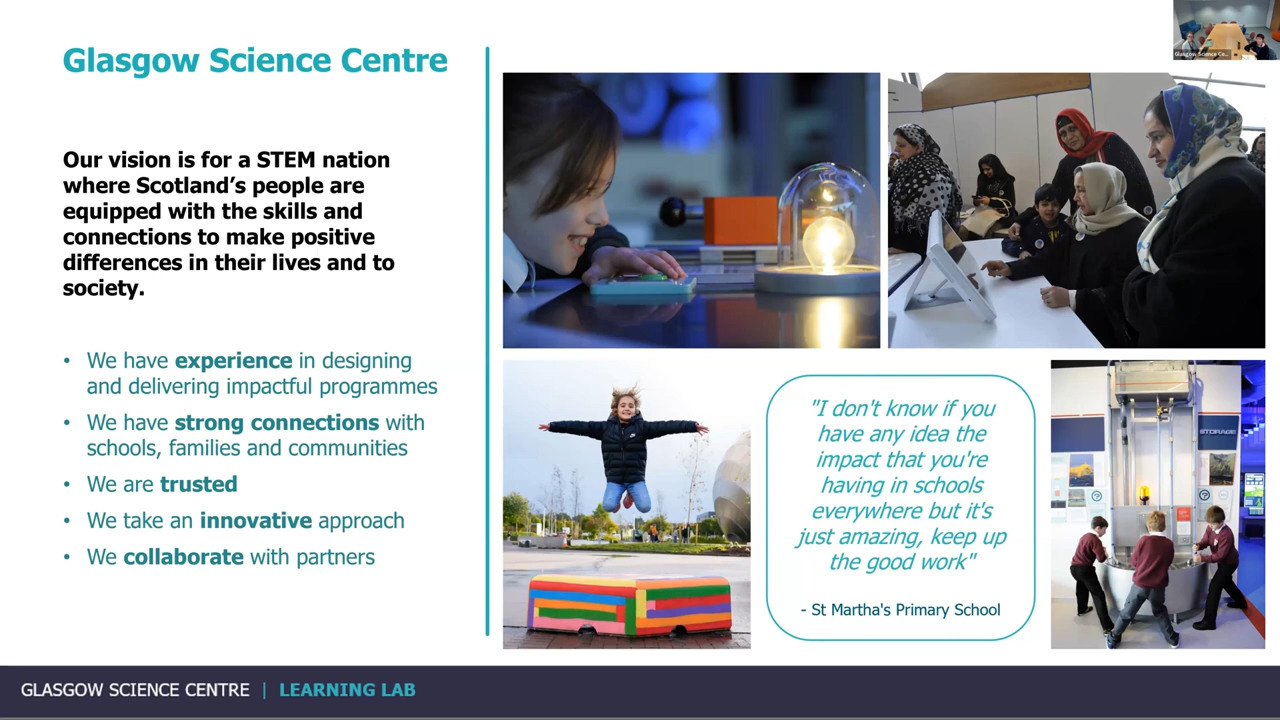 Glasgow Science Centre
Our vision is for a STEM nation
where Scotland’s people are
equipped with the skills and
connections to make positive
differences in their lives and to
society.
• We have experience in designing
and delivering impactful programmes
• We have strong connections with
schools, families and communities
• We are trusted
• We take an innovative approach
• We collaborate with partners
"I don't know if you
have any idea the
impact that you're
having in schools
everywhere but it's
just amazing, keep up
the good work"
- St Martha's Primary School
STORAGE
Glasgow Science Ce...
GLASGOW SCIENCE CENTRE | LEARNING LAB